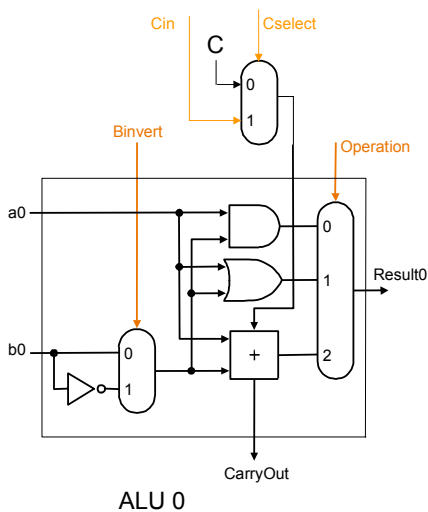 Cin
Cselect
C
0
1
Binvert
Operation
a0
0
1
Result0
b0
0
1
+
2
CarryOut
ALU 0